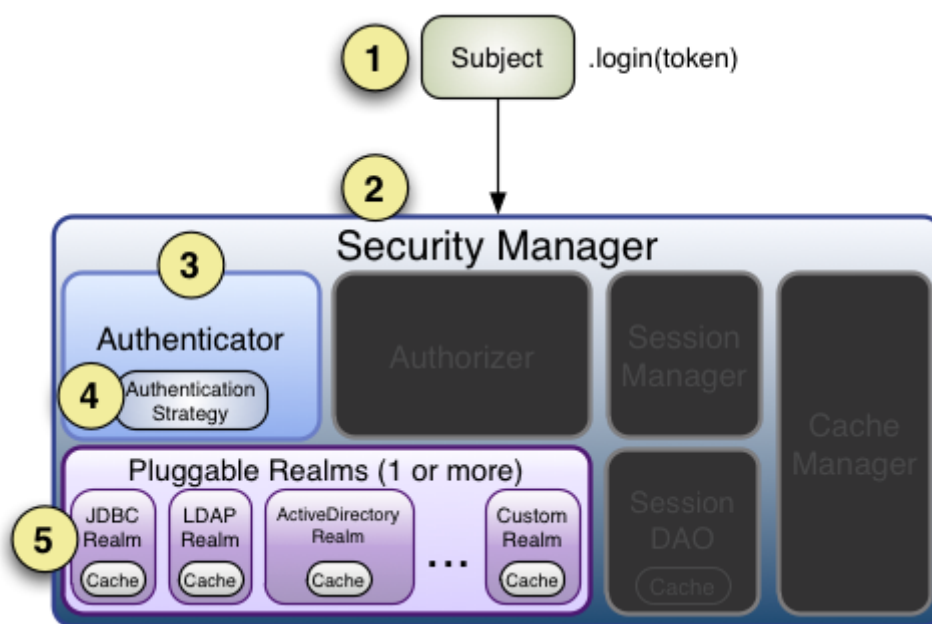 1
Subject .login(token)
2
Security Manager
3
Authenticator
4
Authentication
Strategy
Authorizer
Session
Manager
Cache
Manager
Pluggable Realms (1 or more)
5
JDBC
Realm
Cache
LDAP
Realm
Cache
ActiveDirectory
Realm
Cache
...
Custom
Realm
Cache
Session
DAO
Cache